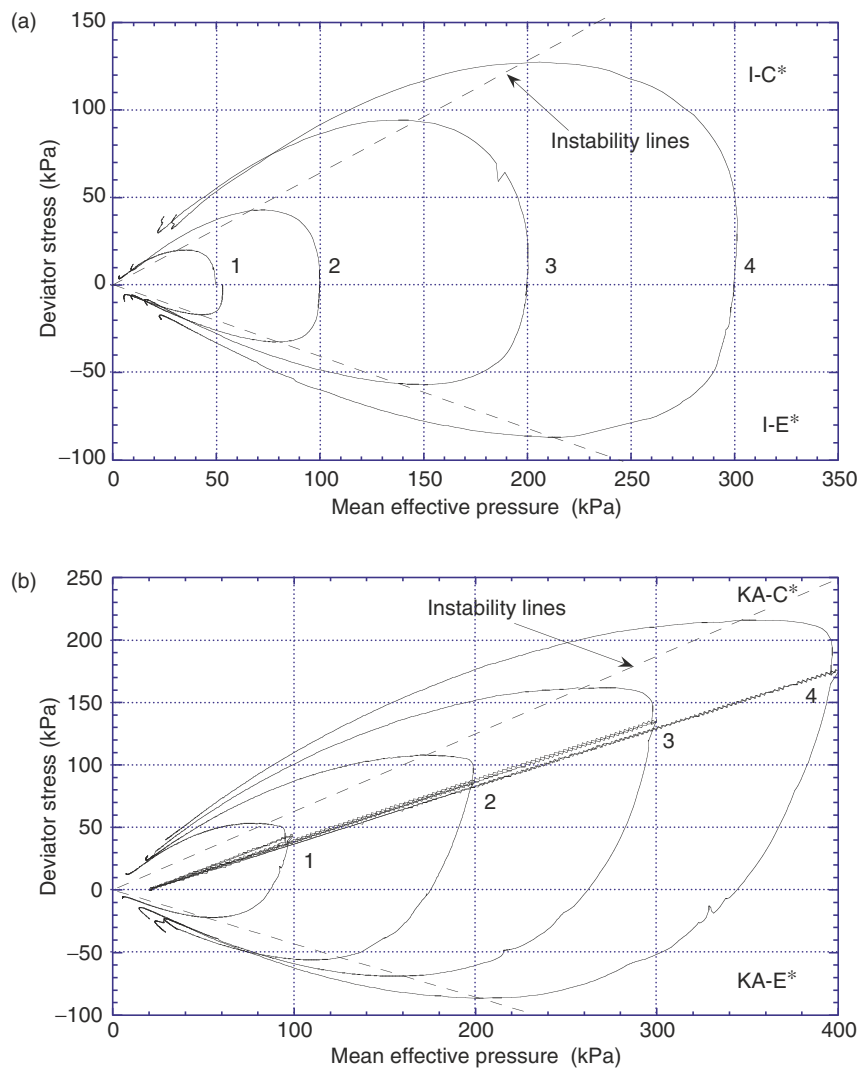 (a)
150
100
50
0
−50
−100
Deviator stress (kPa)
I-C*
Instability lines
1
2
3
4
I-E*
0
50
100
150
200
250
300
350
Mean effective pressure (kPa)
(b)
250
200
150
100
50
0
−50
−100
Deviator stress (kPa)
KA-C*
Instability lines
4
3
2
1
KA-E*
0
100
200
300
400
Mean effective pressure (kPa)